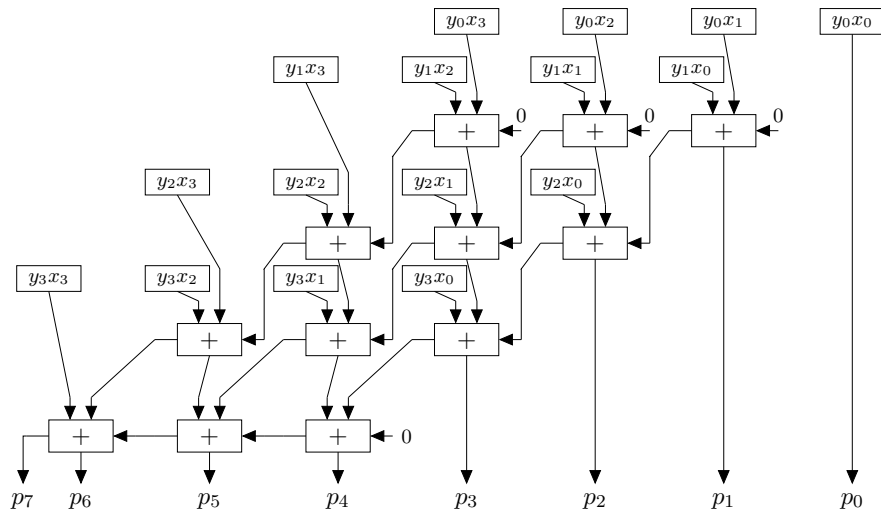 y₀x₃ y₀x₂ y₀x₁ y₀x₀
y₁x₃ y₁x₂ y₁x₁ y₁x₀
+ 0 + 0 + 0
y₂x₃ y₂x₂ y₂x₁ y₂x₀
+ + +
y₃x₃ y₃x₂ y₃x₁ y₃x₀
+ + +
+ + + 0
p₇ p₆ p₅ p₄ p₃ p₂ p₁ p₀